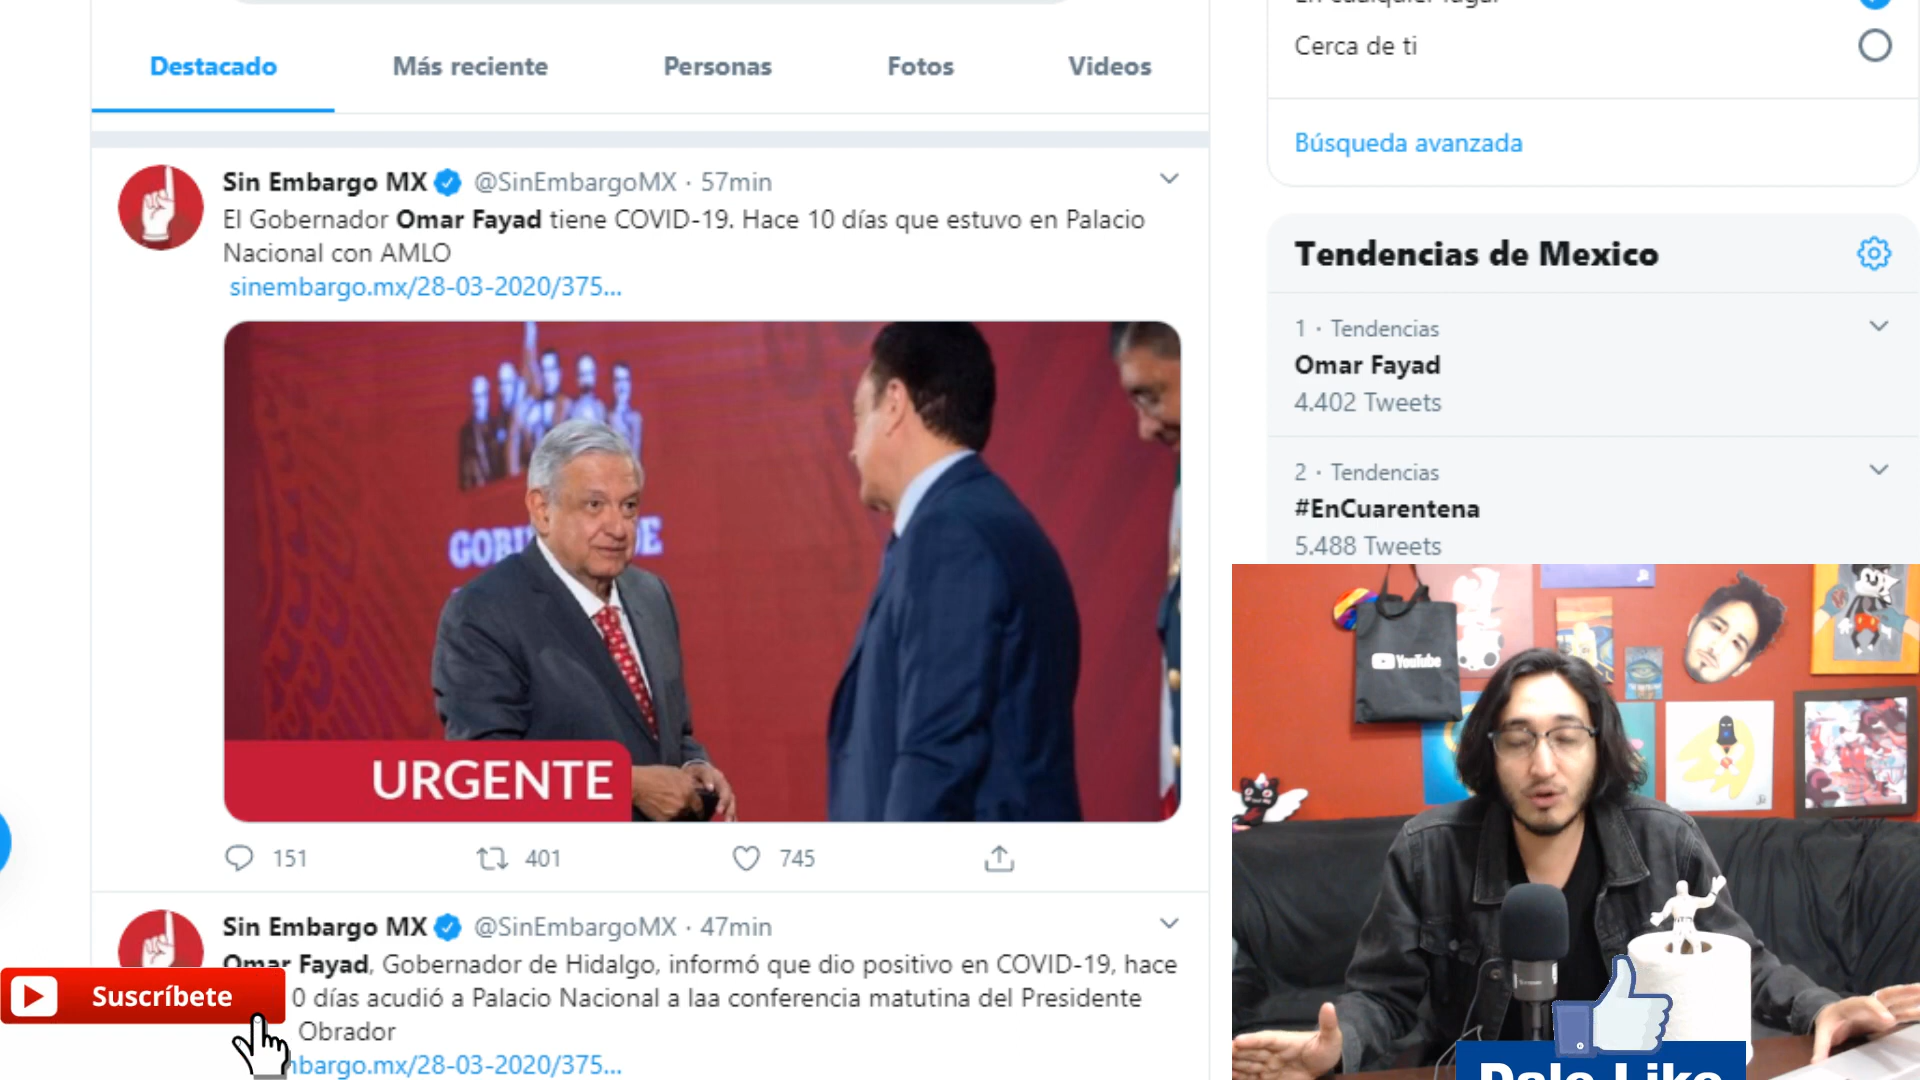 Cerca de ti
Destacado
Más reciente
Personas
Fotos
Videos
Búsqueda avanzada
Sin Embargo MX @SinEmbargoMX · 57min
El Gobernador Omar Fayad tiene COVID-19. Hace 10 días que estuvo en Palacio
Nacional con AMLO
sinembargo.mx/28-03-2020/375...
Tendencias de Mexico
1 · Tendencias
Omar Fayad
4.402 Tweets
2 · Tendencias
#EnCuarentena
5.488 Tweets
URGENTE
151
401
745
YouTube
Sin Embargo MX @SinEmbargoMX · 47min
Omar Fayad, Gobernador de Hidalgo, informó que dio positivo en COVID-19, hace
0 días acudió a Palacio Nacional a laa conferencia matutina del Presidente
Obrador
mbargo.mx/28-03-2020/375...
Suscríbete
Dale Like